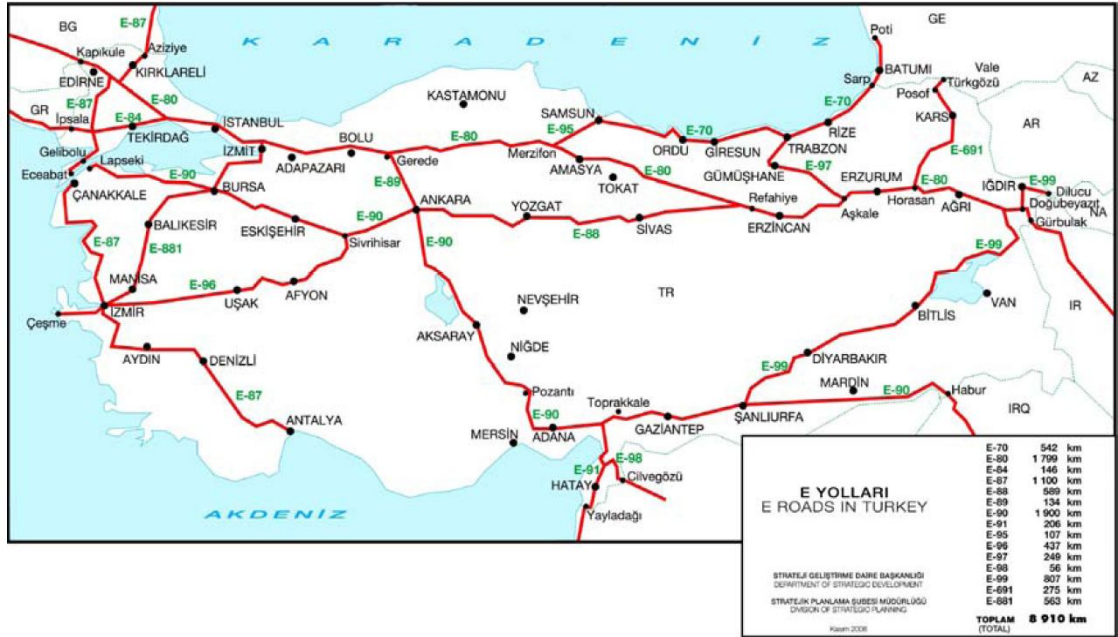 BG
E-87
Aziziye
Kapıkule
KIRKLARELİ
EDİRNE
K A R A D E N İ Z
GE
Poti
BATUMI
Sarp
Vale
Türkgözü
Posof
AZ
KARS
AR
E-87
E-80
GR
İpsala
E-84
TEKİRDAĞ
İSTANBUL
KASTAMONU
SAMSUN
E-95
E-70
ORDU
GİRESUN
E-70
RİZE
TRABZON
E-691
Gelibolu
Lapseki
Eceabat
ÇANAKKALE
E-90
İZMİT
ADAPAZARI
BOLU
Gerede
E-80
Merzifon
AMASYA
TOKAT
E-80
E-97
GÜMÜŞHANE
ERZURUM
E-80
Horasan
AĞRI
IĞDIR
E-99
Dilucu
Doğubeyazıt
NA
Gürbulak
BURSA
E-89
ANKARA
E-90
YOZGAT
E-88
SİVAS
Refahiye
ERZİNCAN
Aşkale
E-87
BALIKESİR
E-881
ESKİŞEHİR
Sivrihisar
E-90
E-99
MANİSA
E-96
UŞAK
AFYON
İZMİR
Çeşme
NEVŞEHİR
TR
VAN
BİTLİS
IR
AKSARAY
NİĞDE
AYDIN
DENİZLİ
E-87
ANTALYA
DİYARBAKIR
E-99
MARDİN
E-90
Habur
Pozantı
E-90
Toprakkale
MERSİN
ADANA
GAZİANTEP
ŞANLIURFA
IRQ
E-98
E-91
HATAY
Cilvegözü
Yayladağı
A K D E N İ Z
E YOLLARI
E ROADS IN TURKEY
STRATEJİ GELİŞTİRME DAİRE BAŞKANLIĞI
DEPARTMENT OF STRATEGIC DEVELOPMENT
STRATEJİK PLANLAMA ŞUBESİ MÜDÜRLÜĞÜ
DIVISION OF STRATEGIC PLANNING
Kasım 2008
E-70 542 km
E-80 1 799 km
E-84 146 km
E-87 1 100 km
E-88 589 km
E-89 134 km
E-90 1 900 km
E-91 206 km
E-95 107 km
E-96 437 km
E-97 249 km
E-98 56 km
E-99 807 km
E-691 275 km
E-881 563 km
TOPLAM 8 910 km
(TOTAL)